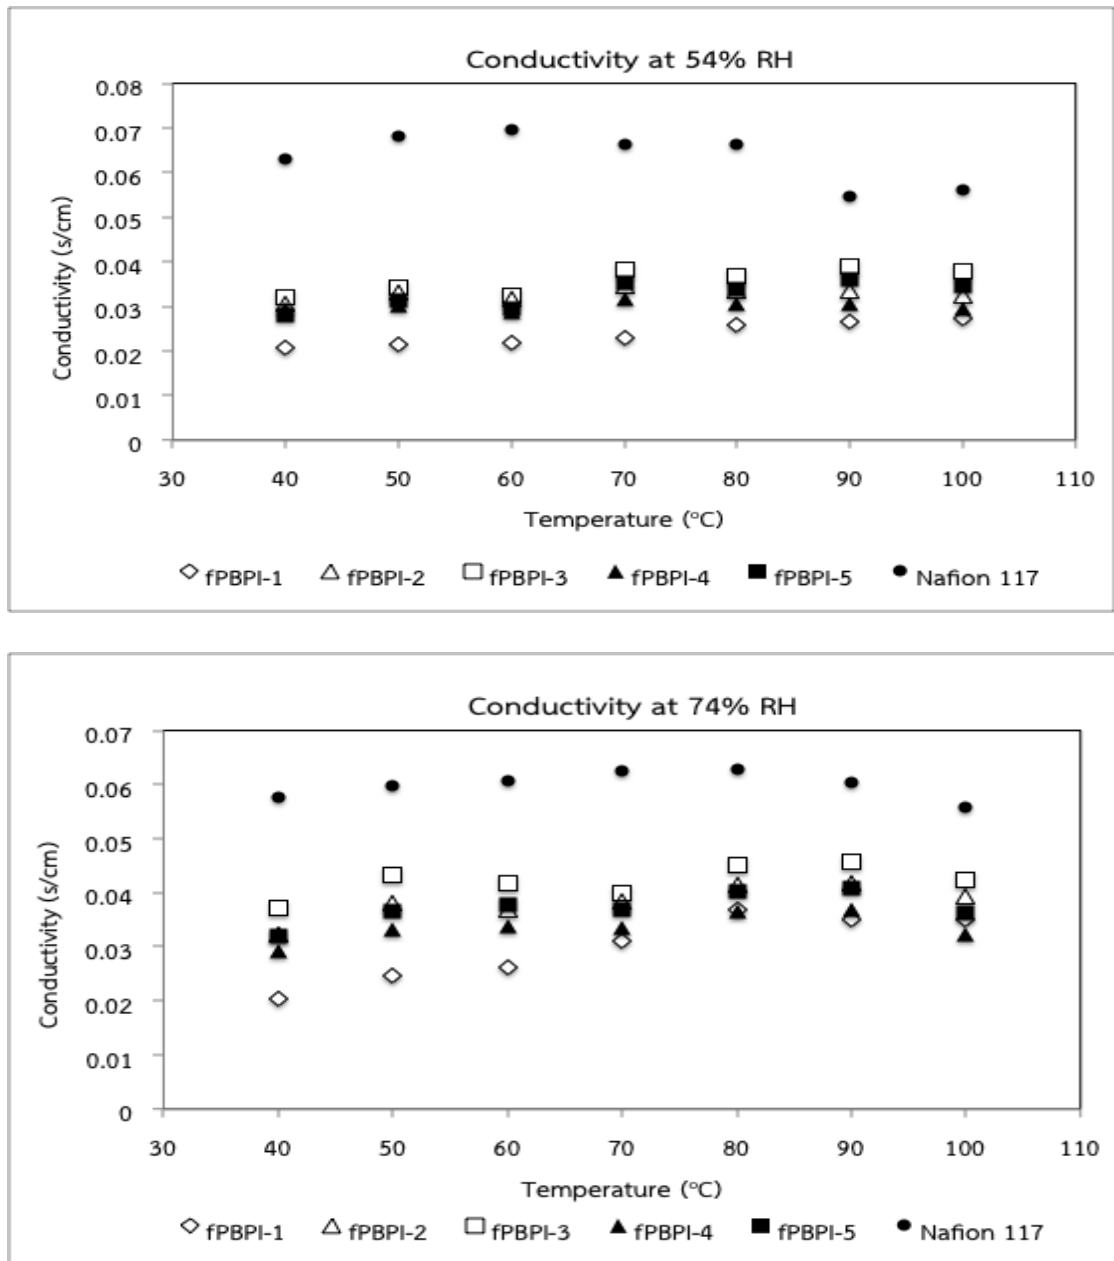 Conductivity at 54% RH
Conductivity (s/cm)
0.08
0.07
0.06
0.05
0.04
0.03
0.02
0.01
0
30 40 50 60 70 80 90 100 110
Temperature (°C)
fPBPI-1 fPBPI-2 fPBPI-3 fPBPI-4 fPBPI-5 Nafion 117
Conductivity at 74% RH
Conductivity (s/cm)
0.07
0.06
0.05
0.04
0.03
0.02
0.01
0
30 40 50 60 70 80 90 100 110
Temperature (°C)
fPBPI-1 fPBPI-2 fPBPI-3 fPBPI-4 fPBPI-5 Nafion 117